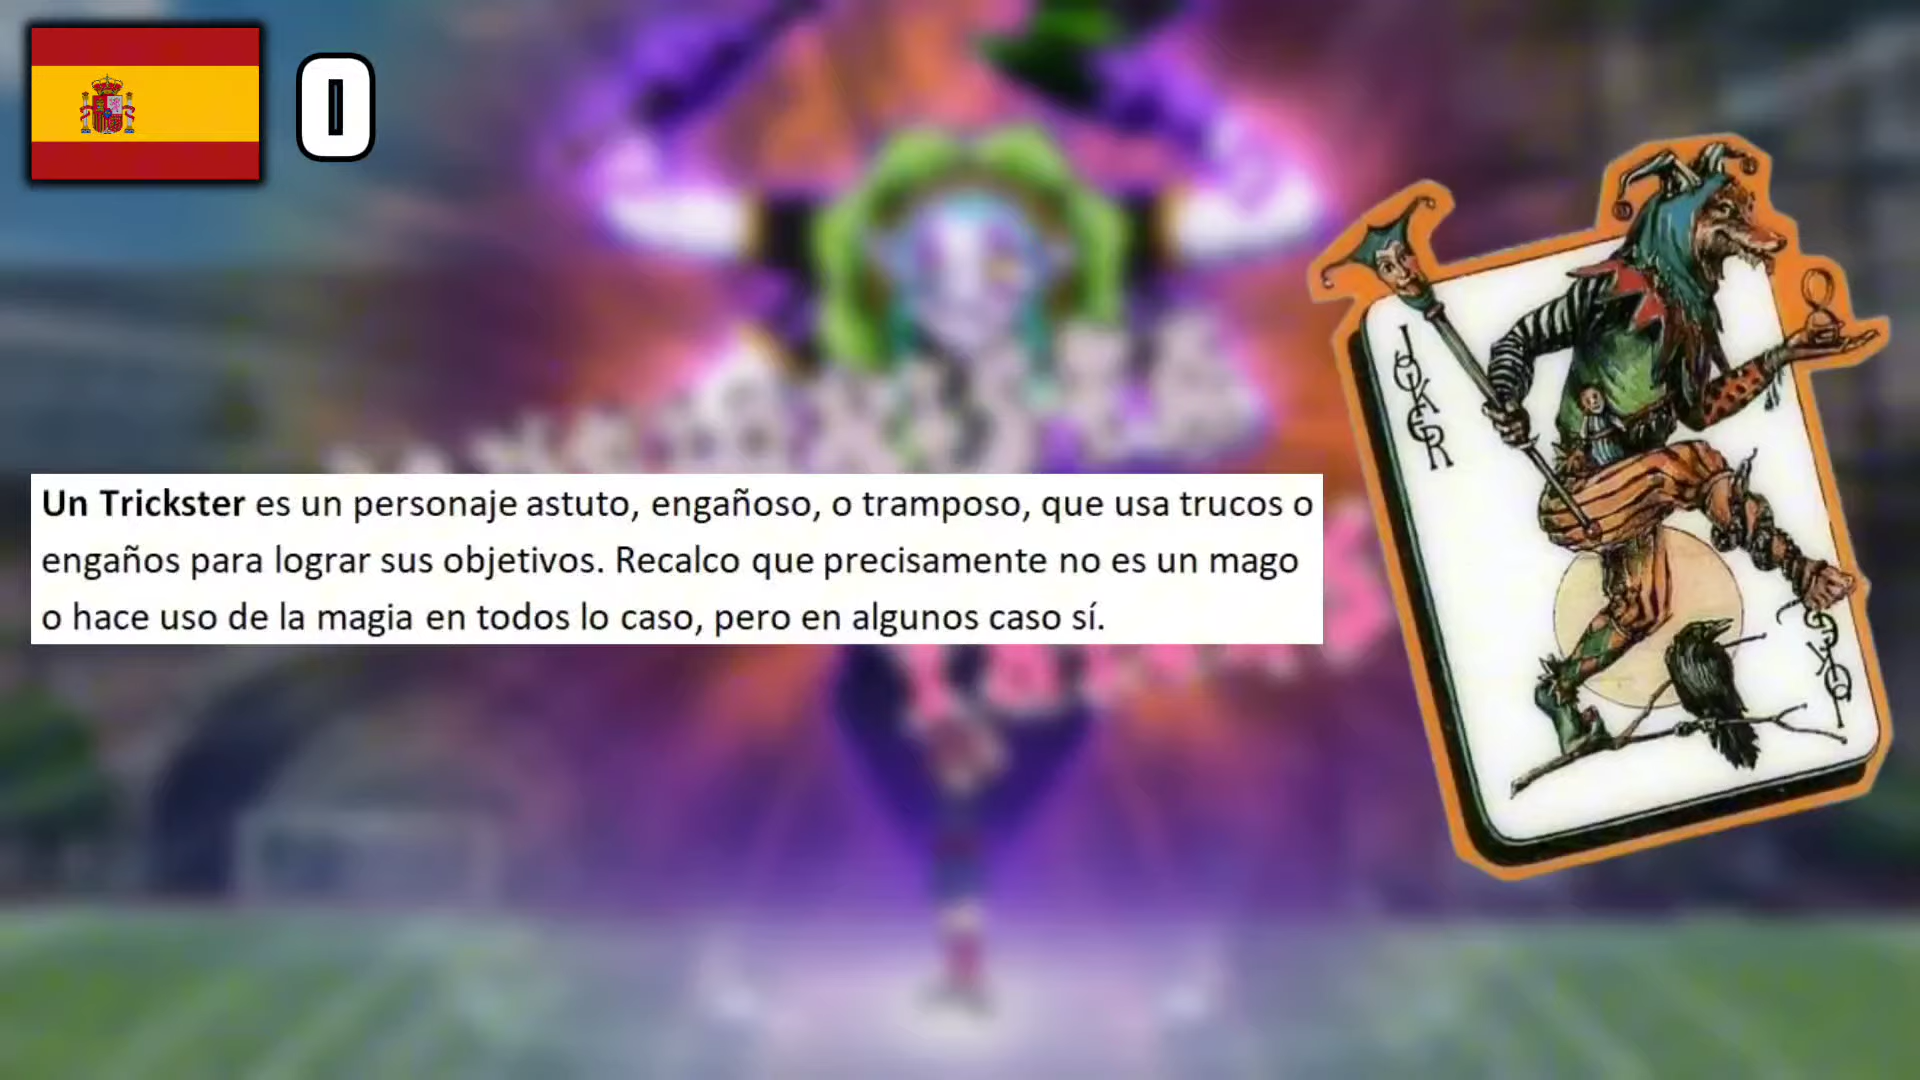 0
Un Trickster es un personaje astuto, engañoso, o tramposo, que usa trucos o
engaños para lograr sus objetivos. Recalco que precisamente no es un mago
o hace uso de la magia en todos lo caso, pero en algunos caso sí.
JOKER
JOKER